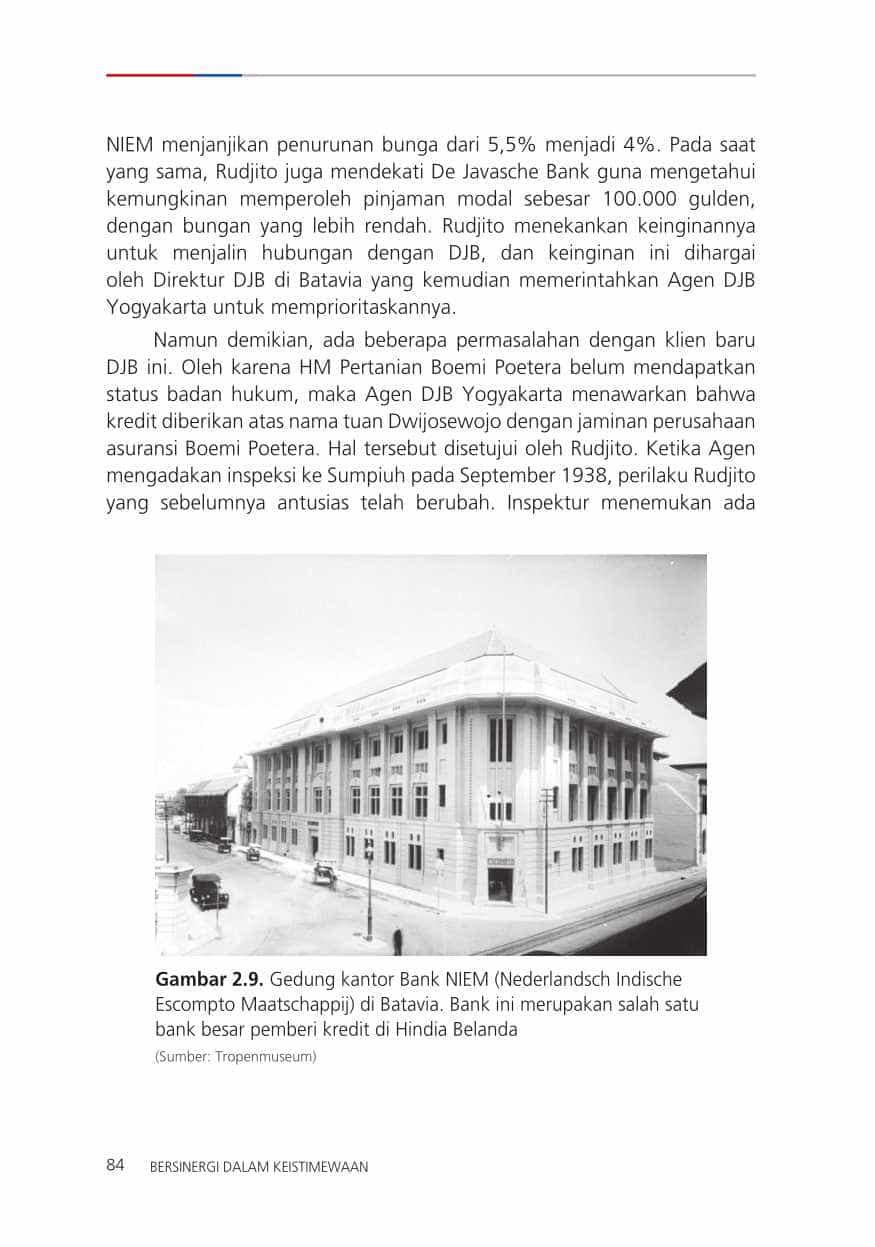 NIEM menjanjikan penurunan bunga dari 5,5% menjadi 4%. Pada saat
yang sama, Rudjito juga mendekati De Javasche Bank guna mengetahui
kemungkinan memperoleh pinjaman modal sebesar 100.000 gulden,
dengan bungan yang lebih rendah. Rudjito menekankan keinginannya
untuk menjalin hubungan dengan DJB, dan keinginan ini dihargai
oleh Direktur DJB di Batavia yang kemudian memerintahkan Agen DJB
Yogyakarta untuk memprioritaskannya.
Namun demikian, ada beberapa permasalahan dengan klien baru
DJB ini. Oleh karena HM Pertanian Boemi Poetera belum mendapatkan
status badan hukum, maka Agen DJB Yogyakarta menawarkan bahwa
kredit diberikan atas nama tuan Dwijosewojo dengan jaminan perusahaan
asuransi Boemi Poetera. Hal tersebut disetujui oleh Rudjito. Ketika Agen
mengadakan inspeksi ke Sumpiuh pada September 1938, perilaku Rudjito
yang sebelumnya antusias telah berubah. Inspektur menemukan ada
Gambar 2.9. Gedung kantor Bank NIEM (Nederlandsch Indische
Escompto Maatschappij) di Batavia. Bank ini merupakan salah satu
bank besar pemberi kredit di Hindia Belanda
(Sumber: Tropenmuseum)
84 BERSINERGI DALAM KEISTIMEWAAN